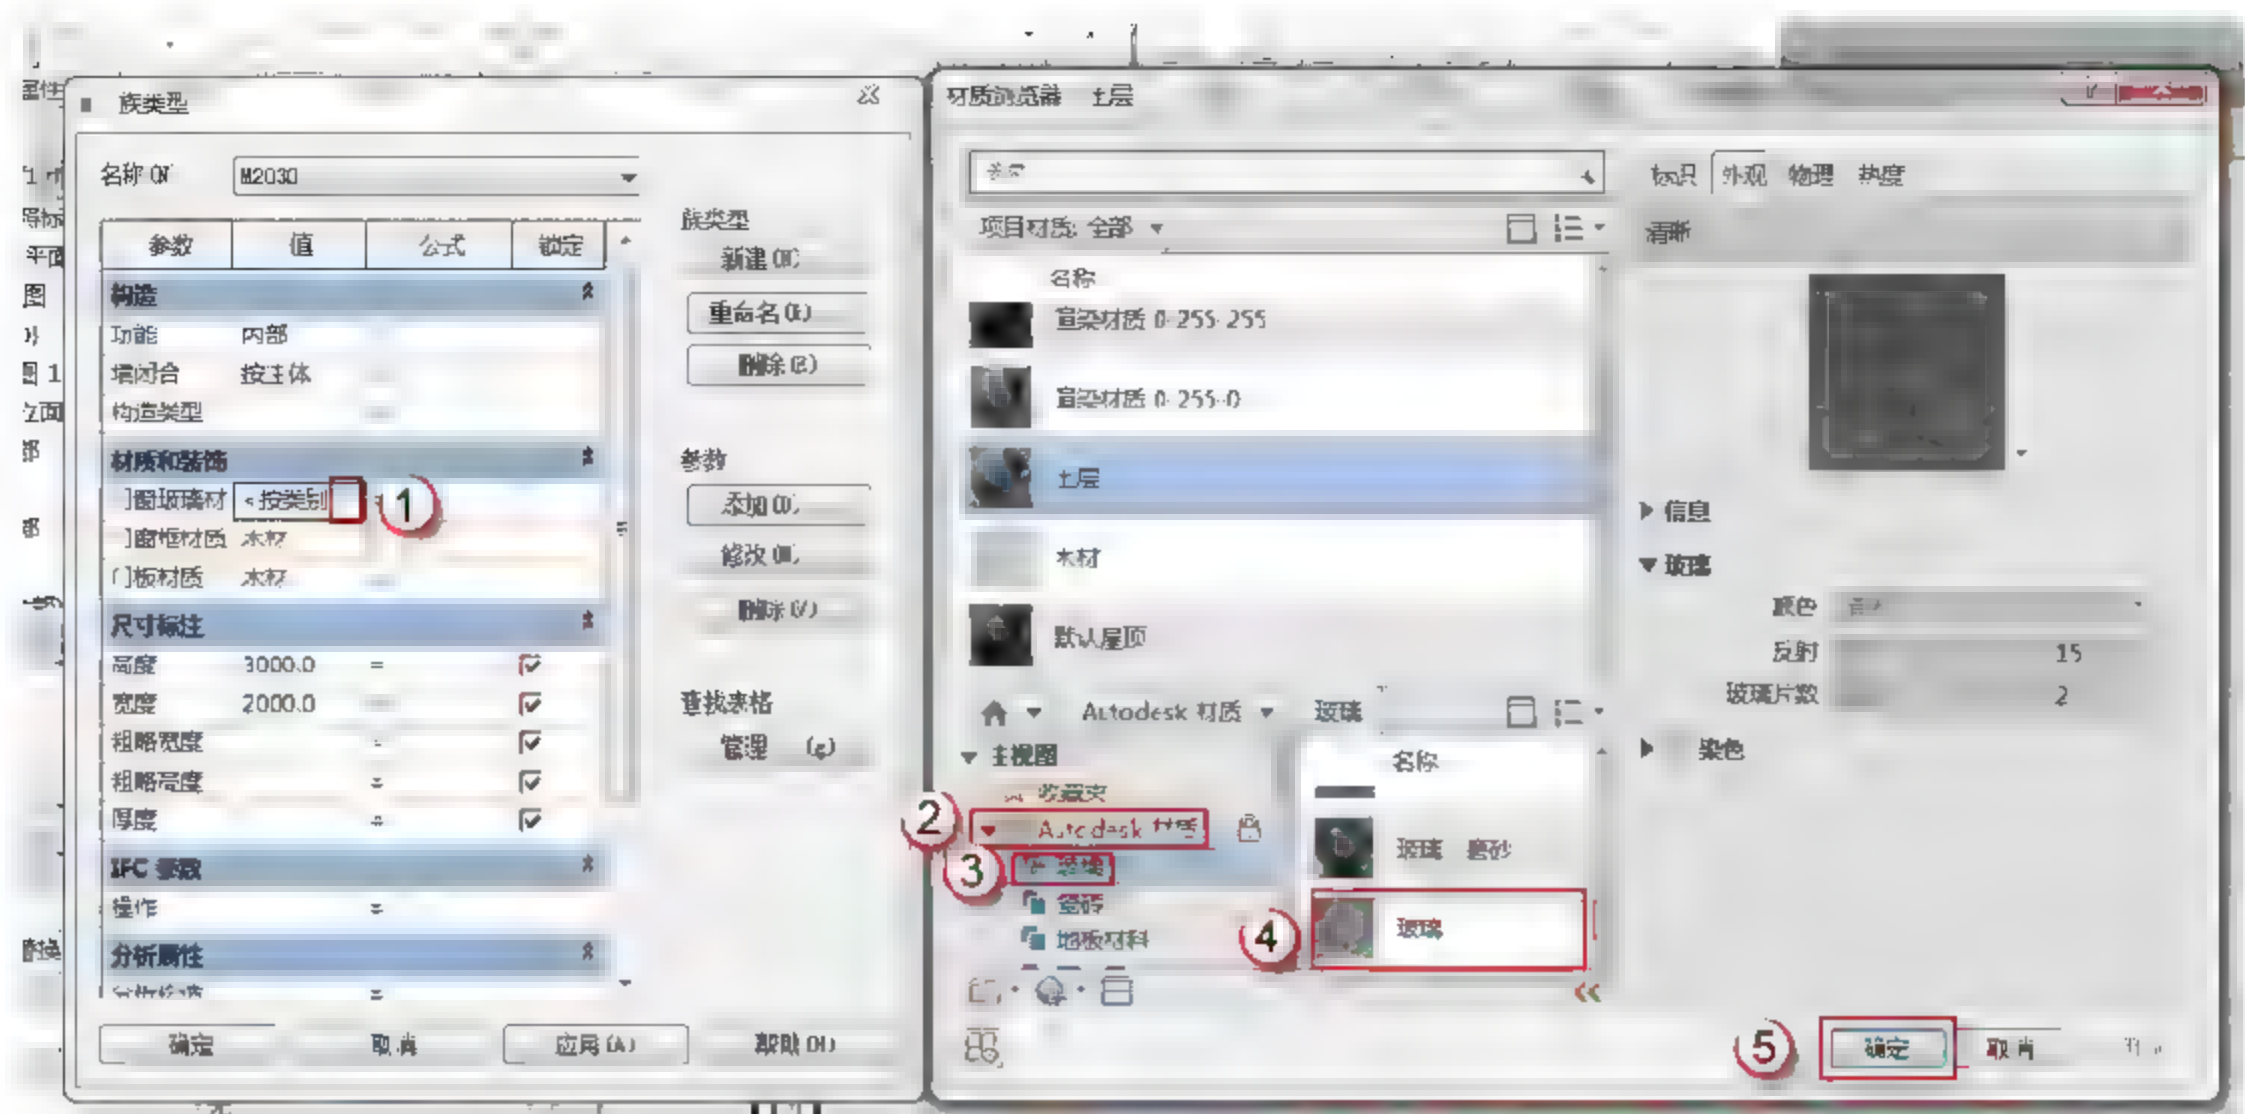 族类型
名称(N)
M2030
参数 值 公式 锁定
构造
功能 内部
墙闭合 按主体
构造类型
材质和装饰
门窗玻璃材 <按类别
①
门窗框材质 木材
门板材质 木材
尺寸标注
高度 3000.0 =
宽度 2000.0
粗略宽度
粗略高度 =
厚度 =
IFC 参数
操作 =
分析属性
族类型
新建(N)
重命名(R)
删除(E)
参数
添加(D)
修改(M)
删除(V)
查找表格
管理 (G)
确定 取消 应用(A) 帮助(H)
材质浏览器 土层
项目材质: 全部
名称
渲染材质 0-255-255
渲染材质 0-255-0
土层
木材
默认屋顶
Autodesk 材质 玻璃
主视图
收藏夹
② Autodesk 材质
③ 玻璃
瓷砖
地板材料
名称
玻璃 磨砂
④ 玻璃
标识 外观 物理 热度
清晰
信息
玻璃
颜色
反射 15
玻璃片数 2
染色
⑤ 确定 取消